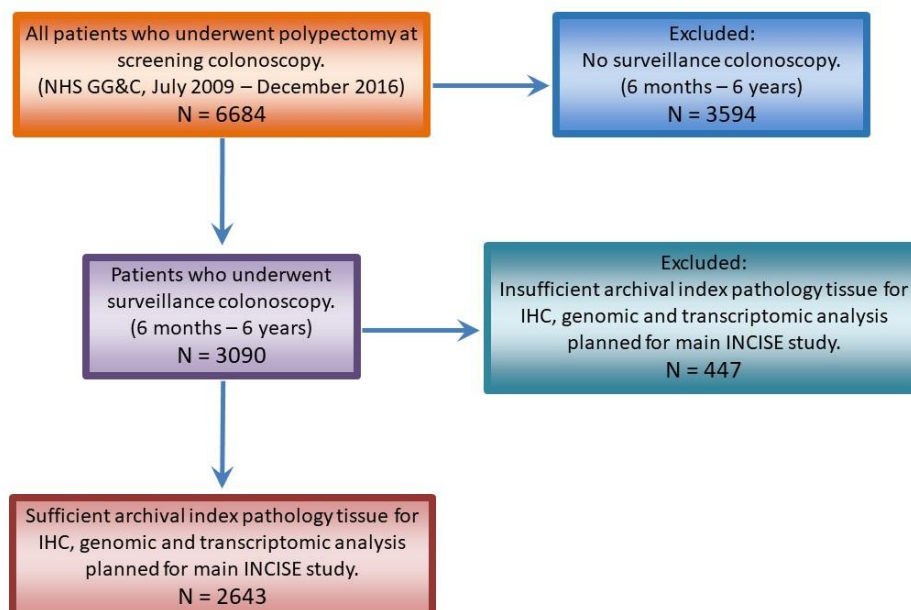 All patients who underwent polypectomy at
screening colonoscopy.
(NHS GG&C, July 2009 – December 2016)
N = 6684
Excluded:
No surveillance colonoscopy.
(6 months – 6 years)
N = 3594
Patients who underwent
surveillance colonoscopy.
(6 months – 6 years)
N = 3090
Excluded:
Insufficient archival index pathology tissue for
IHC, genomic and transcriptomic analysis
planned for main INCISE study.
N = 447
Sufficient archival index pathology tissue for
IHC, genomic and transcriptomic analysis
planned for main INCISE study.
N = 2643